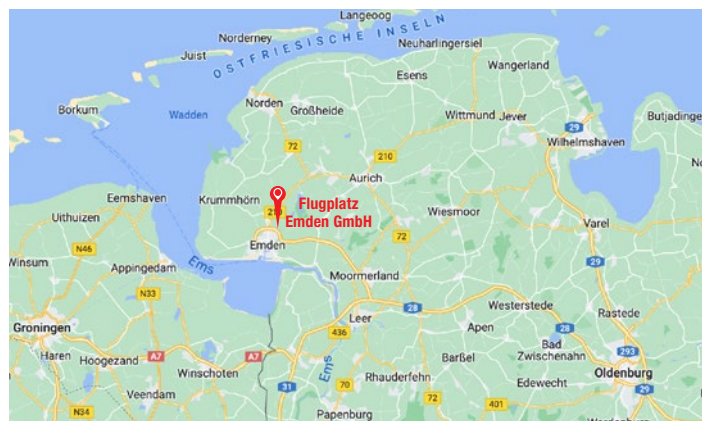 Langeoog
Norderney
OSTFRIESISCHE INSELN
Neuharlingersiel
Juist
Wangerland
Esens
Borkum
Wadden
Norden
Großheide
Wittmund
Jever
29
Butjadinge
Wilhelmshaven
72
210
Aurich
Eemshaven
Krummhörn
Flugplatz
Emden GmbH
Uithuizen
Wiesmoor
Varel
N46
Emden
72
Winsum
Appingedam
Ems
Moormerland
29
N33
28
Westerstede
Rastede
Groningen
Leer
436
Apen
28
Haren
Hoogezand
A7
A7
Bad
Zwischenahn
293
Winschoten
Ems
Barßel
Oldenburg
31
70
Rhauderfehn
Edewecht
29
Veendam
72
401
N34
Papenburg